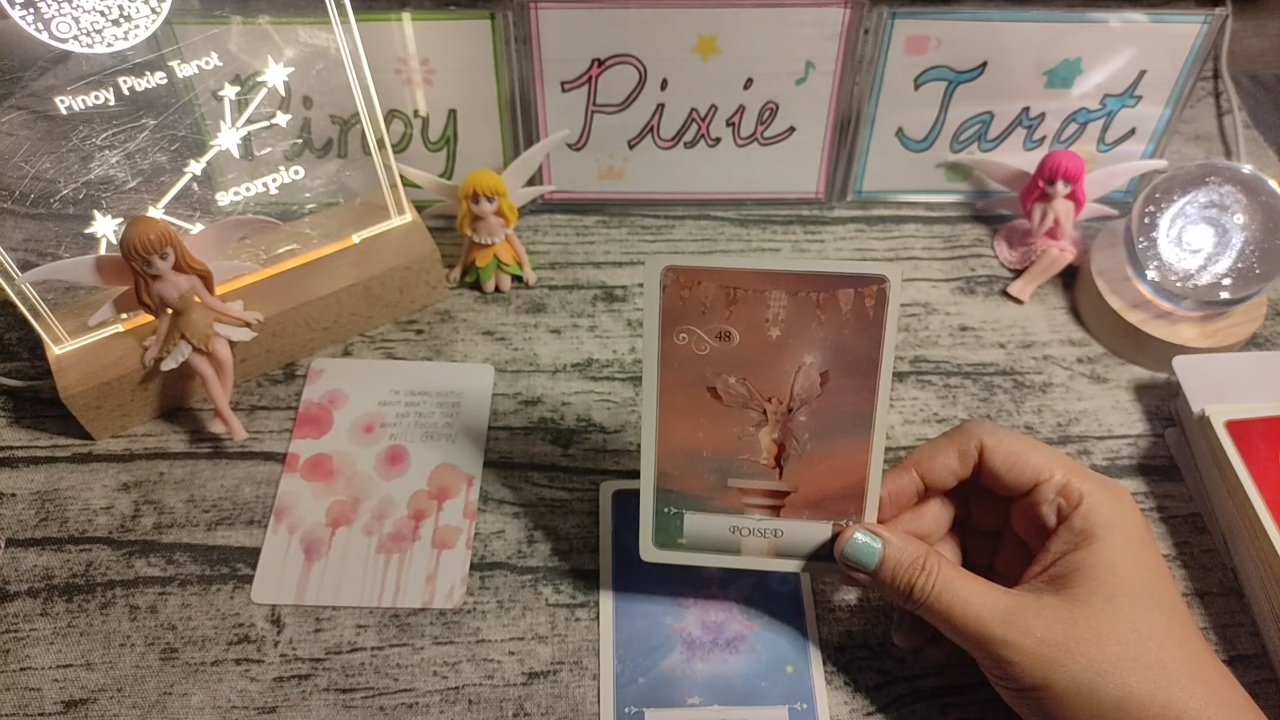 Pinoy Pixie Tarot
scorpio
Pinoy
Pixie
Tarot
I'M UNAPOLOGETIC
ABOUT WHAT I DESIRE
AND TRUST THAT
WHAT I FOCUS ON
WILL GROW
48
POISED